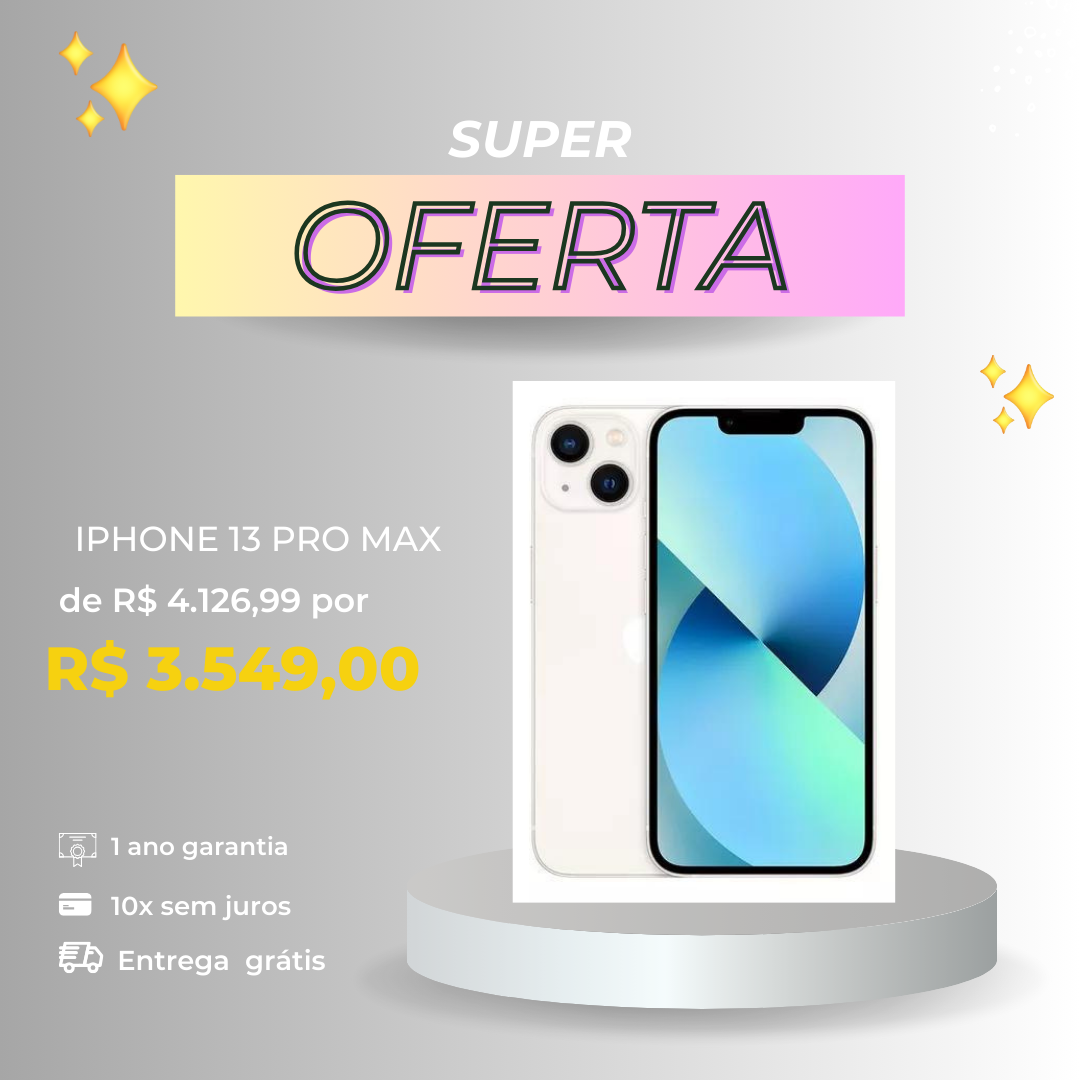 SUPER
OFERTA
IPHONE 13 PRO MAX
de R$ 4.126,99 por
R$ 3.549,00
1 ano garantia
10x sem juros
Entrega grátis